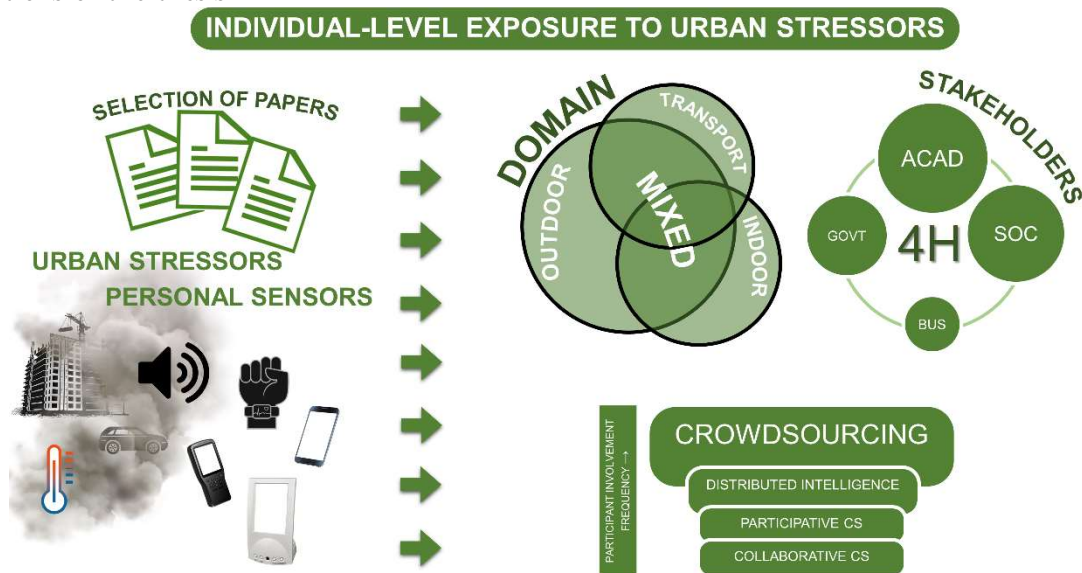 INDIVIDUAL-LEVEL EXPOSURE TO URBAN STRESSORS
SELECTION OF PAPERS
URBAN STRESSORS
PERSONAL SENSORS
DOMAIN
OUTDOOR
TRANSPORT
MIXED
INDOOR
STAKEHOLDERS
ACAD
GOVT
4H
SOC
BUS
PARTICIPANT INVOLVEMENT
FREQUENCY →
CROWDSOURCING
DISTRIBUTED INTELLIGENCE
PARTICIPATIVE CS
COLLABORATIVE CS